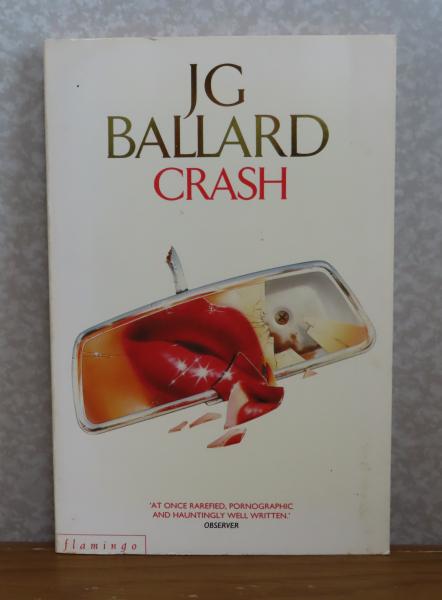 JG
BALLARD
CRASH
'AT ONCE RAREFIED, PORNOGRAPHIC
AND HAUNTINGLY WELL WRITTEN.'
OBSERVER
flamingo